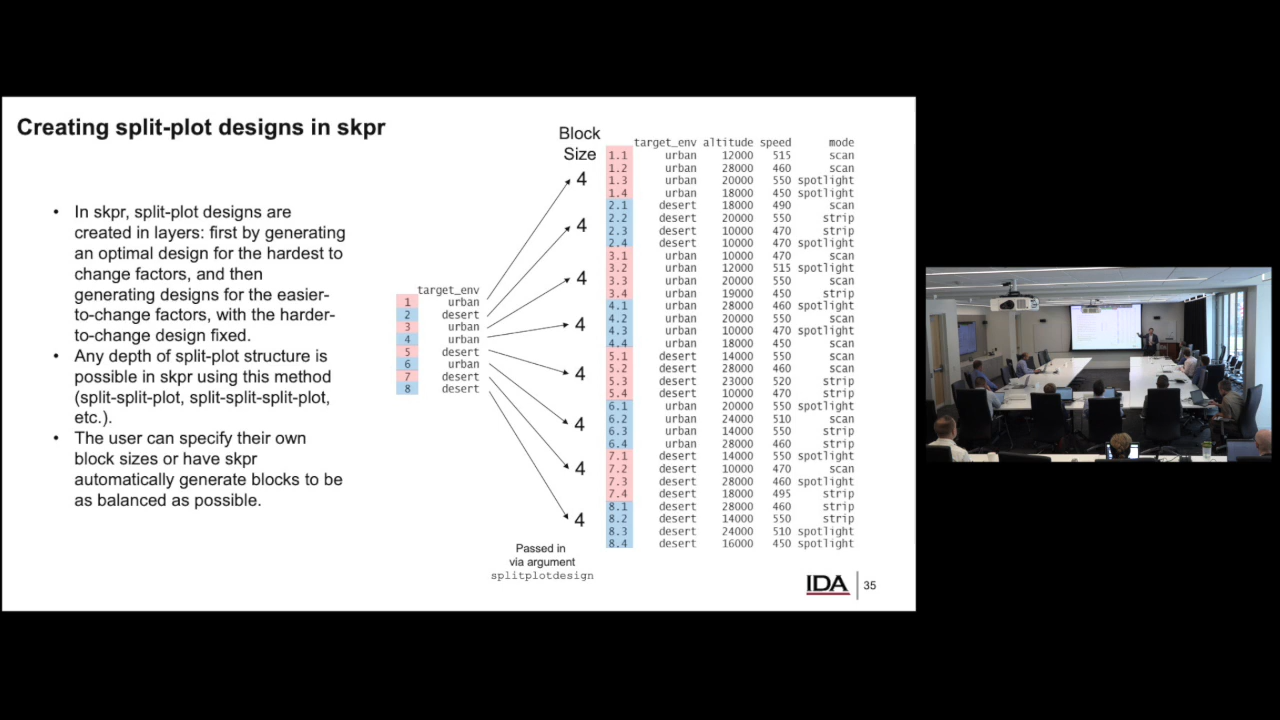 Creating split-plot designs in skpr
• In skpr, split-plot designs are
created in layers: first by generating
an optimal design for the hardest to
change factors, and then
generating designs for the easier-
to-change factors, with the harder-
to-change design fixed.
• Any depth of split-plot structure is
possible in skpr using this method
(split-split-plot, split-split-split-plot,
etc.).
• The user can specify their own
block sizes or have skpr
automatically generate blocks to be
as balanced as possible.
target_env
1 urban
2 desert
3 urban
4 urban
5 desert
6 urban
7 desert
8 desert
Block
Size
4
4
4
4
4
4
4
4
Passed in
via argument
splitplotdesign
target_env altitude speed mode
1.1 urban 12000 515 scan
1.2 urban 28000 460 scan
1.3 urban 20000 550 spotlight
1.4 urban 18000 450 spotlight
2.1 desert 18000 490 scan
2.2 desert 20000 550 strip
2.3 desert 10000 470 strip
2.4 desert 10000 470 spotlight
3.1 urban 10000 470 scan
3.2 urban 12000 515 spotlight
3.3 urban 20000 550 scan
3.4 urban 19000 450 strip
4.1 urban 28000 460 spotlight
4.2 urban 20000 550 scan
4.3 urban 10000 470 spotlight
4.4 urban 18000 450 scan
5.1 desert 14000 550 scan
5.2 desert 28000 460 scan
5.3 desert 23000 520 strip
5.4 desert 10000 470 strip
6.1 urban 20000 550 spotlight
6.2 urban 24000 510 scan
6.3 urban 14000 550 strip
6.4 urban 28000 460 strip
7.1 desert 14000 550 spotlight
7.2 desert 10000 470 scan
7.3 desert 28000 460 spotlight
7.4 desert 18000 495 strip
8.1 desert 28000 460 strip
8.2 desert 14000 550 strip
8.3 desert 24000 510 spotlight
8.4 desert 16000 450 spotlight
IDA 35